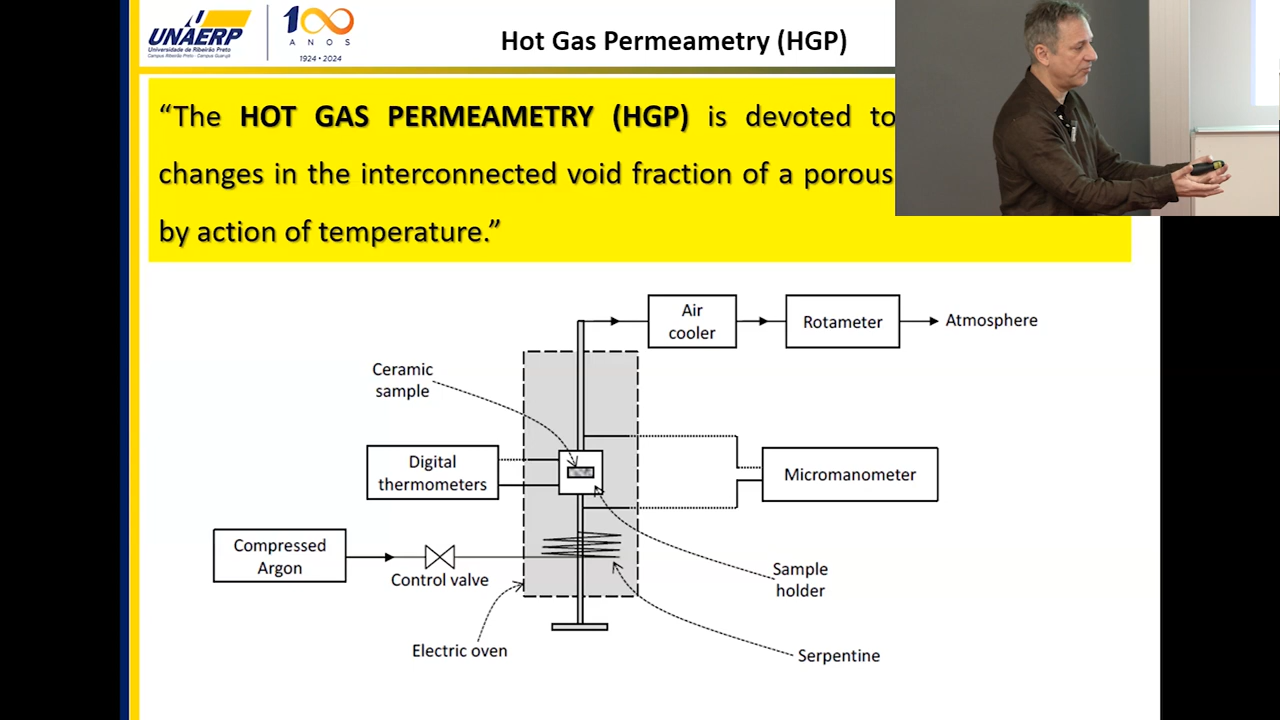 UNAERP
Universidade de Ribeirão Preto
Campus Ribeirão Preto - Campus Guarujá
100
ANOS
1924 • 2024
Hot Gas Permeametry (HGP)
“The HOT GAS PERMEAMETRY (HGP) is devoted to
changes in the interconnected void fraction of a porous
by action of temperature.”
Air
cooler
Rotameter
Atmosphere
Ceramic
sample
Digital
thermometers
Micromanometer
Compressed
Argon
Control valve
Sample
holder
Electric oven
Serpentine